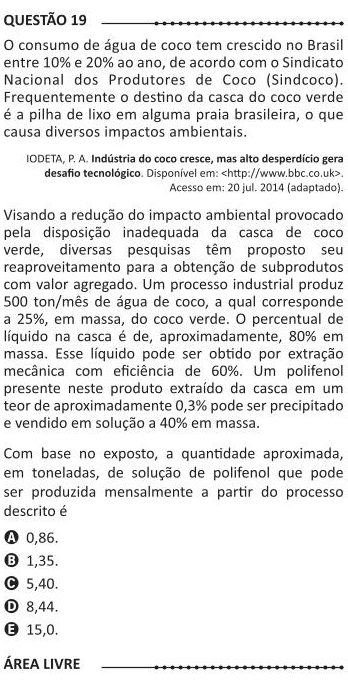 QUESTÃO 19
O consumo de água de coco tem crescido no Brasil
entre 10% e 20% ao ano, de acordo com o Sindicato
Nacional dos Produtores de Coco (Sindcoco).
Frequentemente o destino da casca do coco verde
é a pilha de lixo em alguma praia brasileira, o que
causa diversos impactos ambientais.
IODETA, P. A. Indústria do coco cresce, mas alto desperdício gera
desafio tecnológico. Disponível em: <http://www.bbc.co.uk>.
Acesso em: 20 jul. 2014 (adaptado).
Visando a redução do impacto ambiental provocado
pela disposição inadequada da casca de coco
verde, diversas pesquisas têm proposto seu
reaproveitamento para a obtenção de subprodutos
com valor agregado. Um processo industrial produz
500 ton/mês de água de coco, a qual corresponde
a 25%, em massa, do coco verde. O percentual de
líquido na casca é de, aproximadamente, 80% em
massa. Esse líquido pode ser obtido por extração
mecânica com eficiência de 60%. Um polifenol
presente neste produto extraído da casca em um
teor de aproximadamente 0,3% pode ser precipitado
e vendido em solução a 40% em massa.
Com base no exposto, a quantidade aproximada,
em toneladas, de solução de polifenol que pode
ser produzida mensalmente a partir do processo
descrito é
A 0,86.
B 1,35.
C 5,40.
D 8,44.
E 15,0.
ÁREA LIVRE